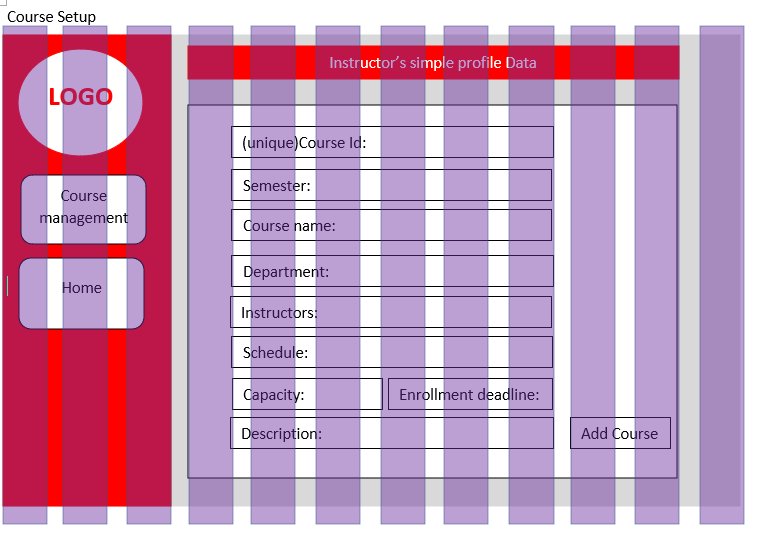 Course Setup
Instructor's simple profile Data
LOGO
Course
management
Home
(unique)Course Id:
Semester:
Course name:
Department:
Instructors:
Schedule:
Capacity:
Enrollment deadline:
Description:
Add Course